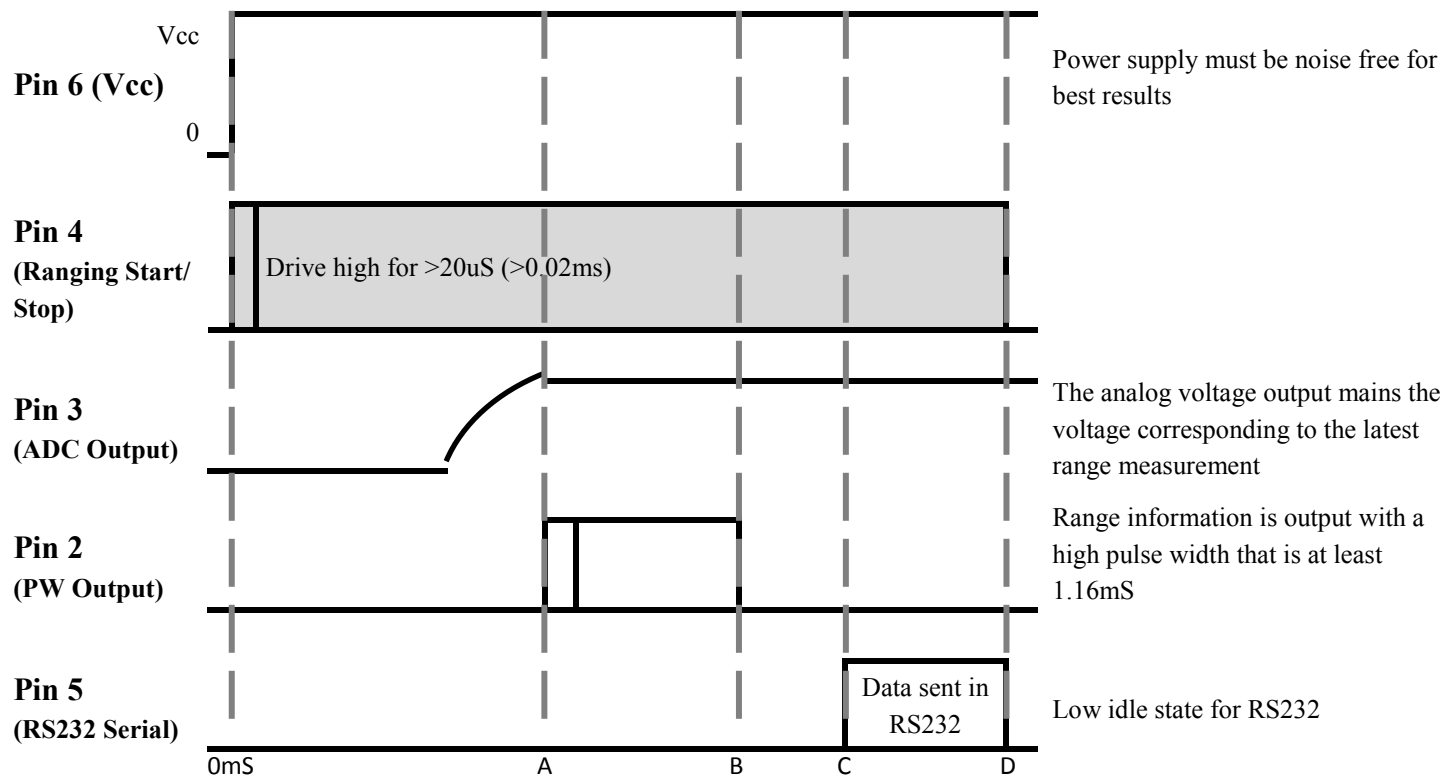 Vcc
Pin 6 (Vcc)
0
Power supply must be noise free for
best results
Pin 4
(Ranging Start/
Stop)
Drive high for >20uS (>0.02ms)
Pin 3
(ADC Output)
The analog voltage output mains the
voltage corresponding to the latest
range measurement
Pin 2
(PW Output)
Range information is output with a
high pulse width that is at least
1.16mS
Pin 5
(RS232 Serial)
Data sent in
RS232
Low idle state for RS232
0mS A B C D